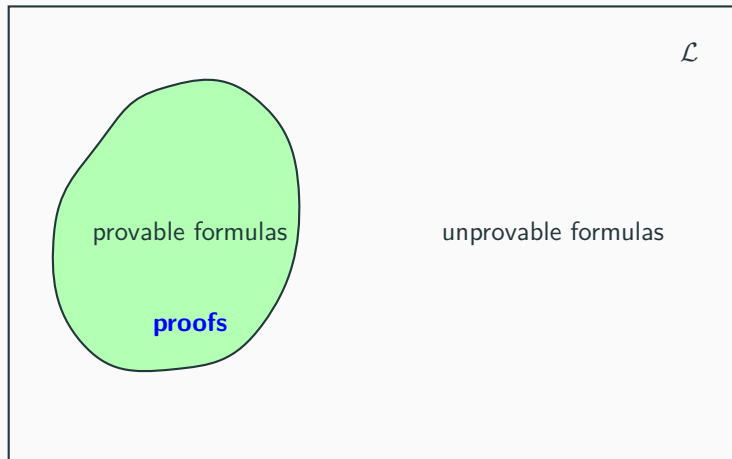 ℒ
provable formulas
unprovable formulas
proofs